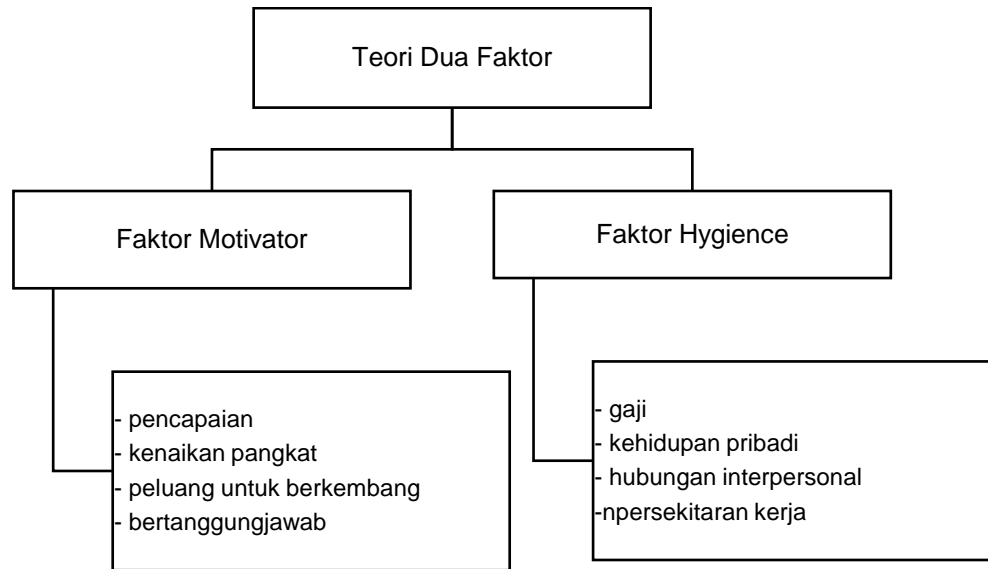 Teori Dua Faktor
Faktor Motivator
Faktor Hygience
- pencapaian
- kenaikan pangkat
- peluang untuk berkembang
- bertanggungjawab
- gaji
- kehidupan pribadi
- hubungan interpersonal
-npersekitaran kerja